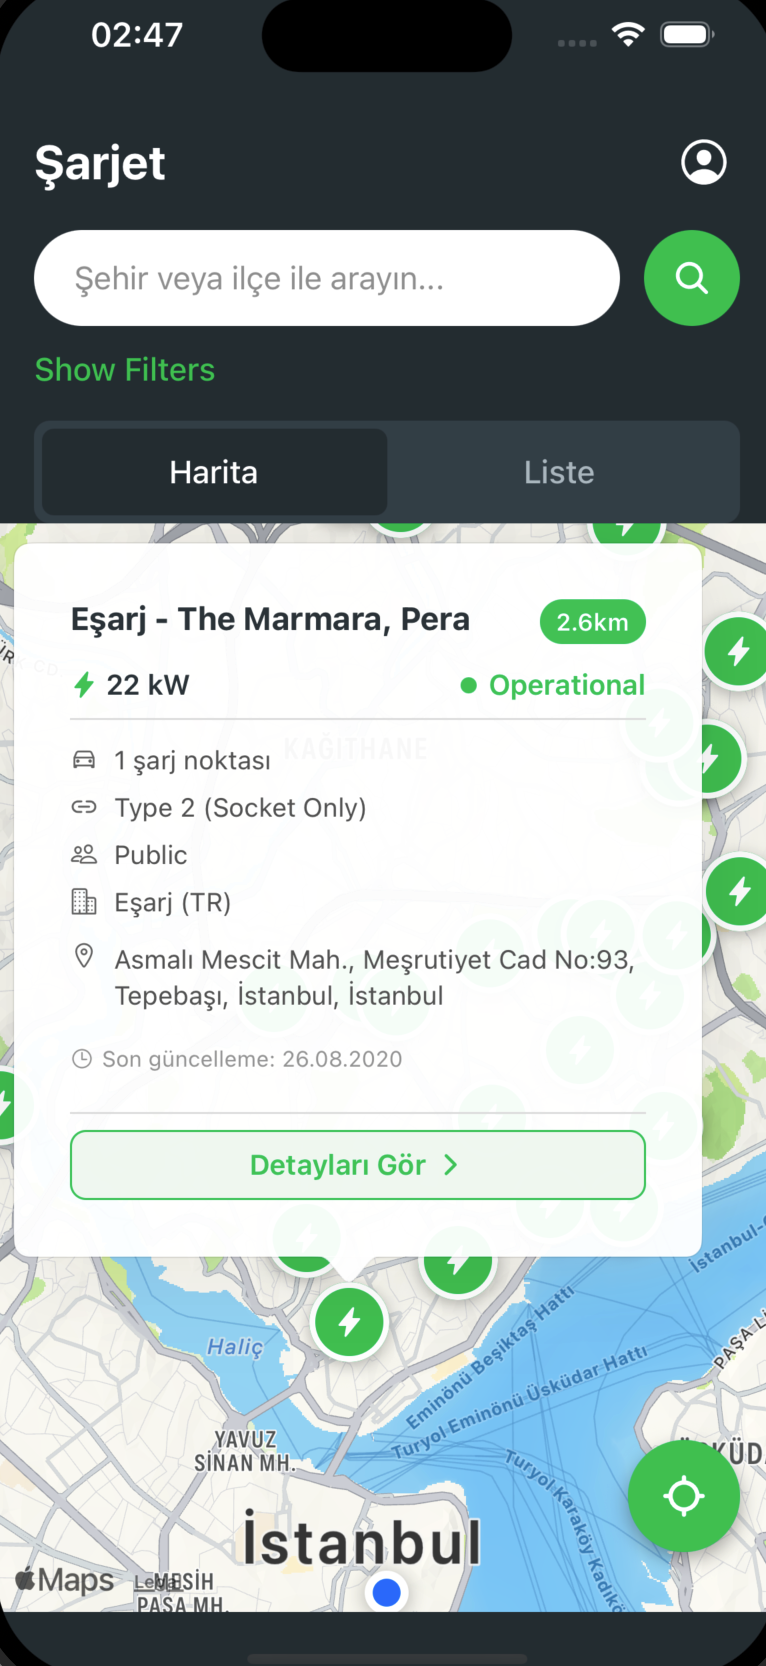 02:47
Şarjet
Şehir veya ilçe ile arayın...
Show Filters
Harita
Liste
Eşarj - The Marmara, Pera
2.6km
22 kW
Operational
KAĞITHANE
1 şarj noktası
Type 2 (Socket Only)
Public
Eşarj (TR)
Asmalı Mescit Mah., Meşrutiyet Cad No:93,
Tepebaşı, İstanbul, İstanbul
Son güncelleme: 26.08.2020
Detayları Gör
Haliç
Eminönü Beşiktaş Hattı
Turyol Eminönü Üsküdar Hattı
Turyol Karaköy Kadıkö
İstanbul-
PAŞA Lİ
YAVUZ
SİNAN MH.
KÜD
İstanbul
Maps
MESİH
PAŞA MH.